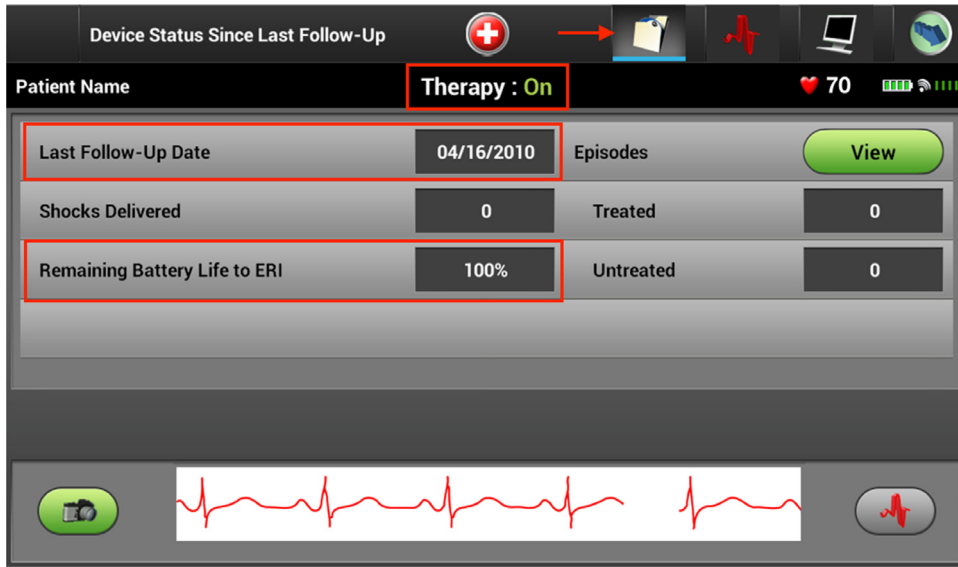 Device Status Since Last Follow-Up
Patient Name
Therapy : On
70
Last Follow-Up Date 04/16/2010 Episodes View
Shocks Delivered 0 Treated 0
Remaining Battery Life to ERI 100% Untreated 0